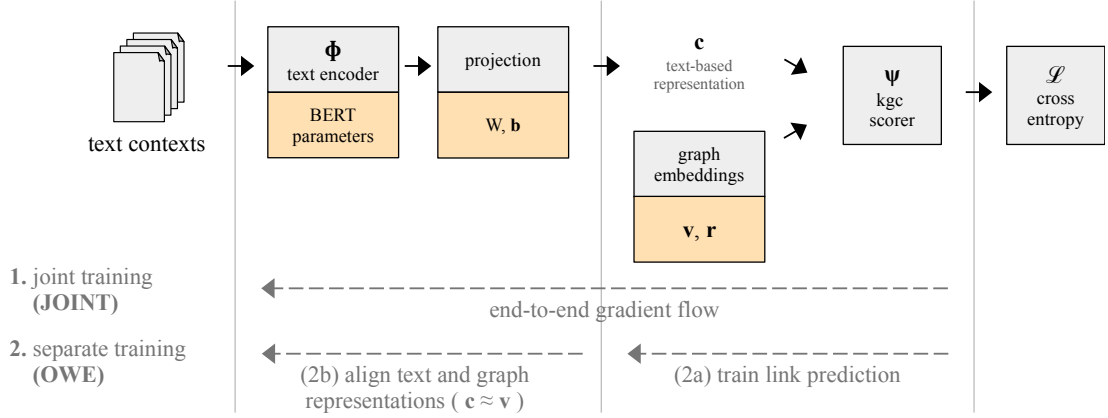 text contexts
Φ
text encoder
BERT
parameters
projection
W, b
c
text-based
representation
graph
embeddings
v, r
Ψ
kgc
scorer
ℒ
cross
entropy
1. joint training
(JOINT)
end-to-end gradient flow
2. separate training
(OWE)
(2b) align text and graph
representations ( c ≈ v )
(2a) train link prediction